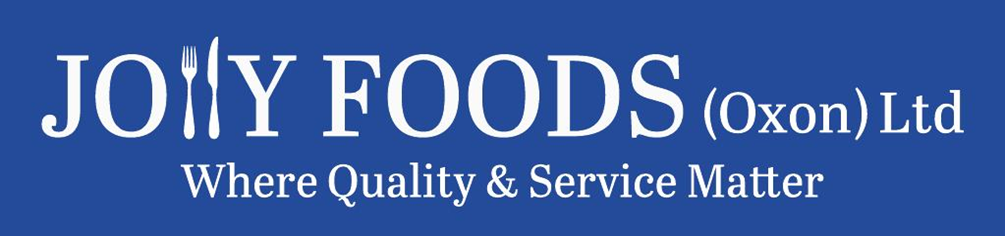 JOLLY FOODS (Oxon) Ltd
Where Quality & Service Matter